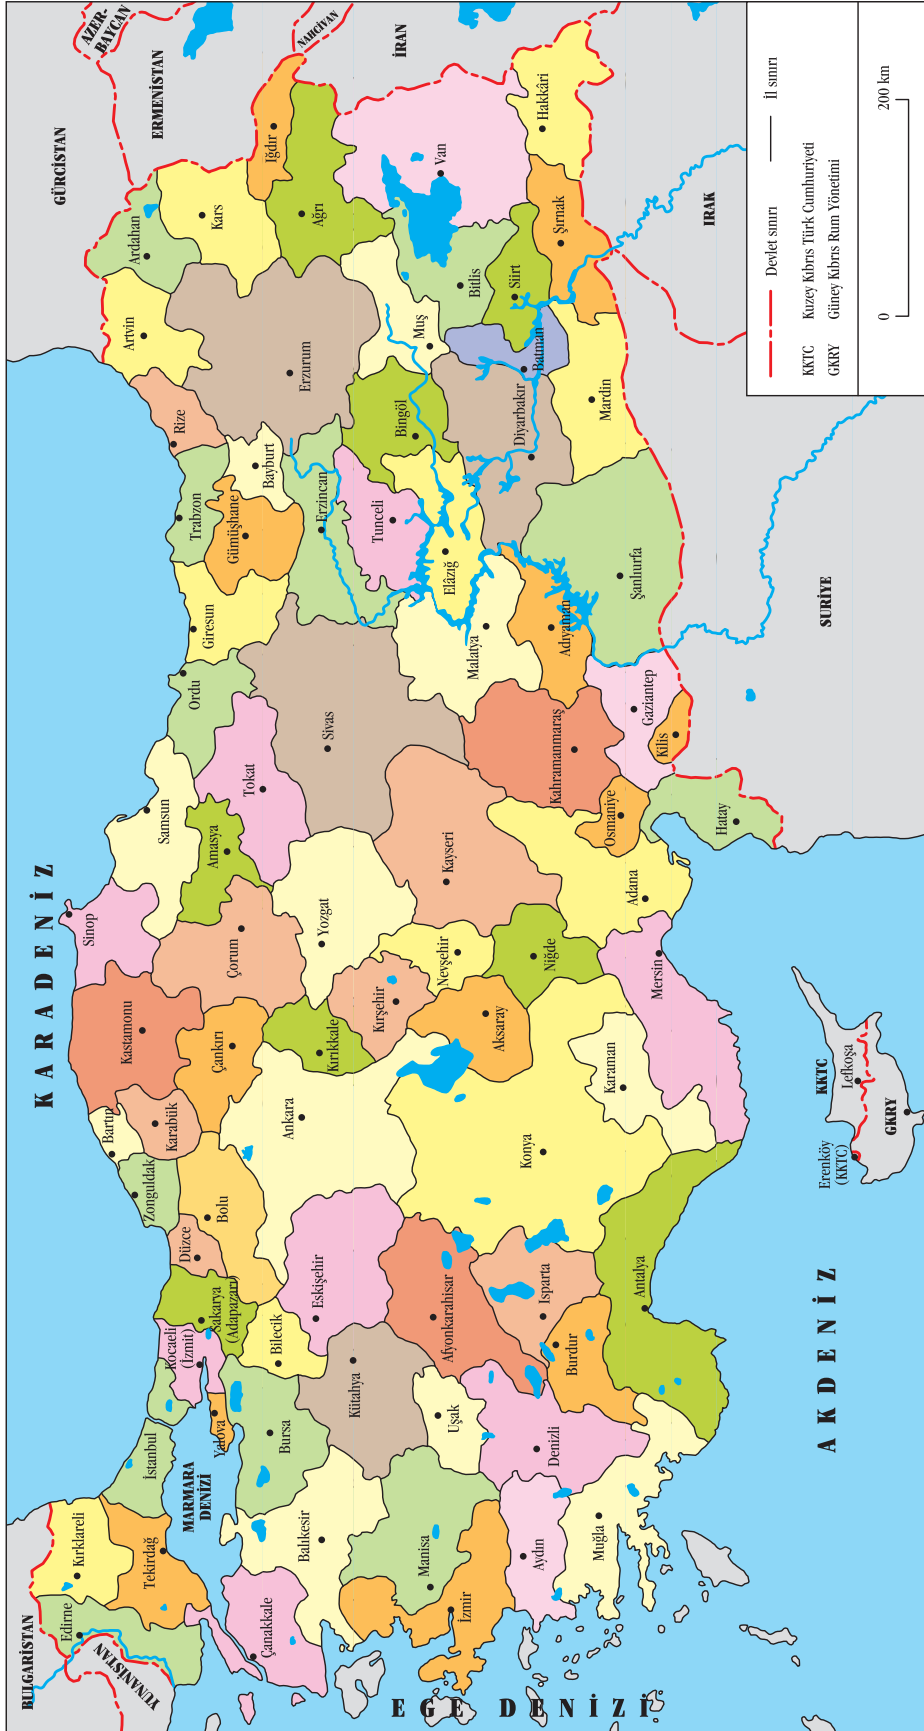 BULGARİSTAN
YUNANİSTAN
KARADENİZ
GÜRCİSTAN
AZER-
BAYCAN
ERMENİSTAN
NAHCİVAN
İRAN
IRAK
SURİYE
AKDENİZ
EGE DENİZİ
MARMARA
DENİZİ
Edirne
Kırklareli
Tekirdağ
İstanbul
Çanakkale
Balıkesir
Bursa
Yalova
Kocaeli
(İzmit)
Sakarya
(Adapazarı)
Düzce
Bolu
Zonguldak
Bartın
Karabük
Kastamonu
Sinop
Çankırı
Çorum
Samsun
Amasya
Tokat
Ordu
Giresun
Gümüşhane
Trabzon
Bayburt
Rize
Artvin
Ardahan
Kars
Iğdır
Ağrı
Erzurum
Erzincan
Sivas
Yozgat
Kırıkkale
Ankara
Eskişehir
Bilecik
Kütahya
Manisa
İzmir
Uşak
Afyonkarahisar
Konya
Aksaray
Kırşehir
Nevşehir
Kayseri
Niğde
Malatya
Elâzığ
Tunceli
Bingöl
Muş
Bitlis
Van
Hakkâri
Şırnak
Siirt
Batman
Diyarbakır
Mardin
Şanlıurfa
Adıyaman
Kahramanmaraş
Gaziantep
Kilis
Osmaniye
Hatay
Adana
Mersin
Karaman
Antalya
Isparta
Burdur
Denizli
Aydın
Muğla
KKTC
Lefkoşa
Erenköy
(KKTC)
GKRY
Devlet sınırı
İl sınırı
KKTC Kuzey Kıbrıs Türk Cumhuriyeti
GKRY Güney Kıbrıs Rum Yönetimi
0 200 km